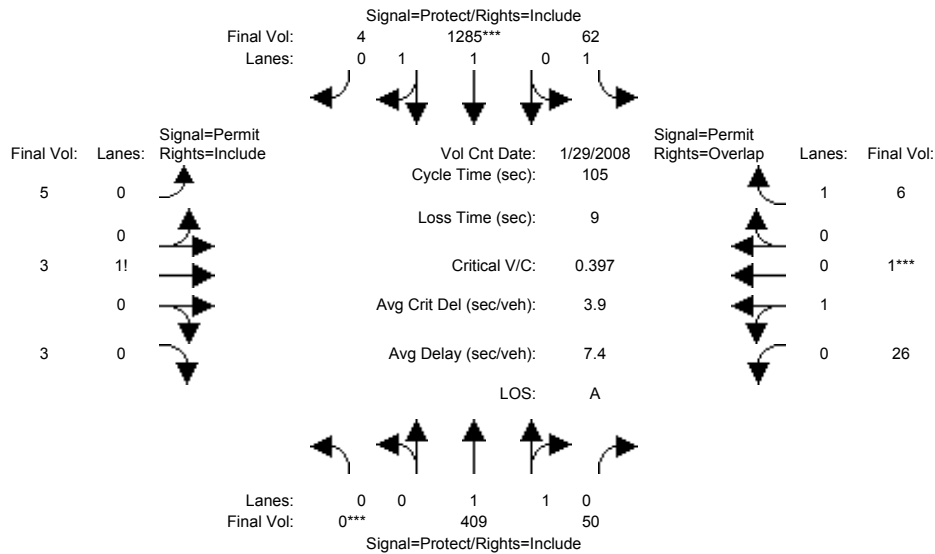 Signal=Protect/Rights=Include
Final Vol: 4 1285*** 62
Lanes: 0 1 1 0 1
Signal=Permit
Final Vol: Lanes: Rights=Include
Vol Cnt Date: 1/29/2008
Signal=Permit
Rights=Overlap Lanes: Final Vol:
Cycle Time (sec): 105
5 0 1 6
Loss Time (sec): 9
0 0
3 1! Critical V/C: 0.397 0 1***
0 Avg Crit Del (sec/veh): 3.9 1
3 0 Avg Delay (sec/veh): 7.4 0 26
LOS: A
Lanes: 0 0 1 1 0
Final Vol: 0*** 409 50
Signal=Protect/Rights=Include